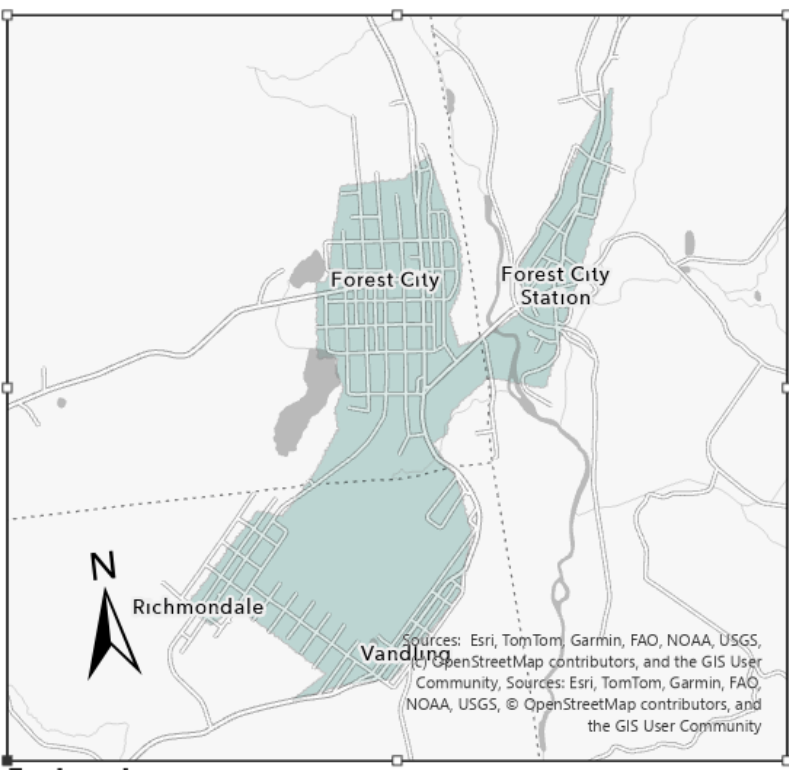 Forest City
Forest City
Station
N
Richmondale
Vandling
Sources: Esri, TomTom, Garmin, FAO, NOAA, USGS,
(c) OpenStreetMap contributors, and the GIS User
Community, Sources: Esri, TomTom, Garmin, FAO,
NOAA, USGS, © OpenStreetMap contributors, and
the GIS User Community